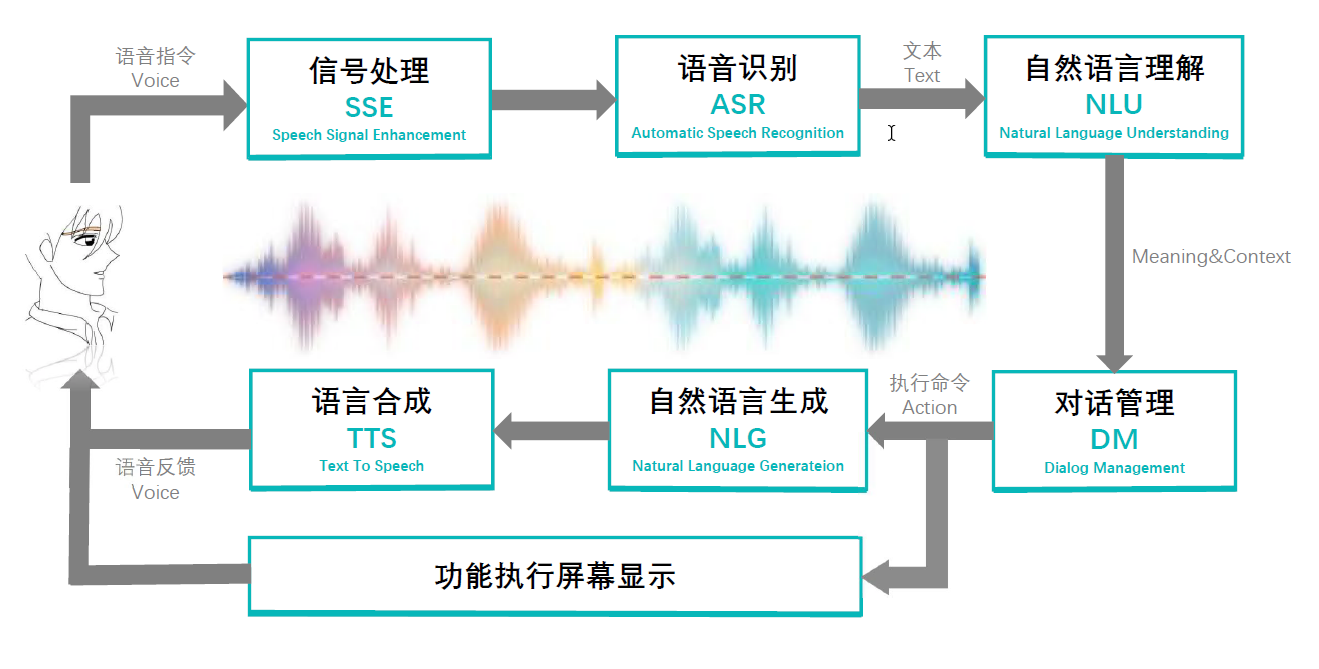 语音指令
Voice
信号处理
SSE
Speech Signal Enhancement
语音识别
ASR
Automatic Speech Recognition
文本
Text
自然语言理解
NLU
Natural Language Understanding
Meaning&Context
对话管理
DM
Dialog Management
执行命令
Action
自然语言生成
NLG
Natural Language Generateion
语言合成
TTS
Text To Speech
语音反馈
Voice
功能执行屏幕显示